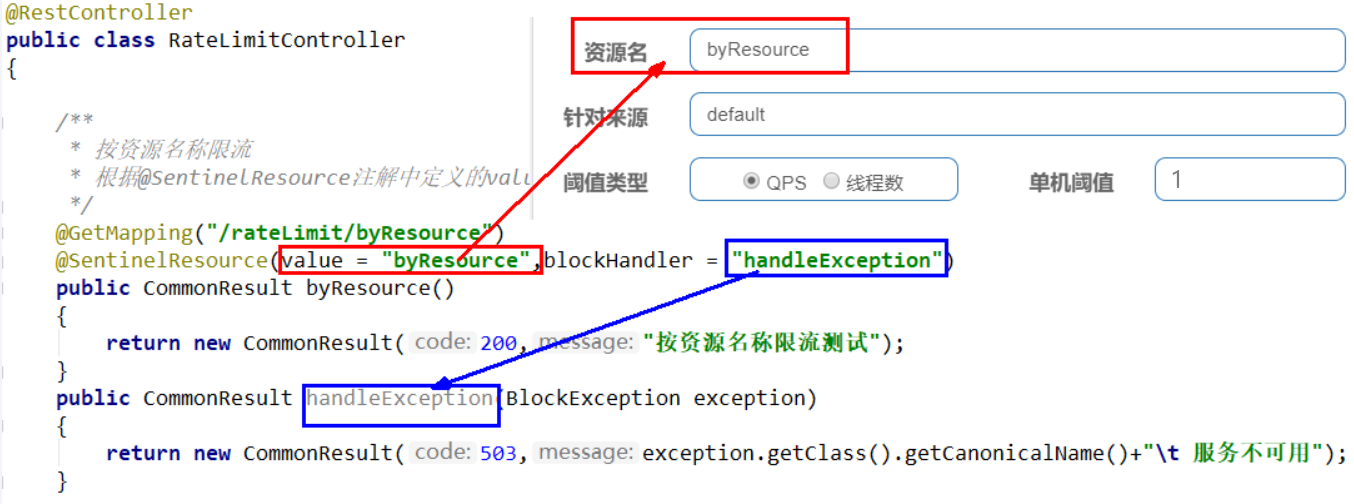 @RestController
public class RateLimitController
{
资源名 byResource
针对来源 default
阈值类型 QPS 线程数 单机阈值 1
/**
* 按资源名称限流
* 根据@SentinelResource注解中定义的valu
*/
@GetMapping("/rateLimit/byResource")
@SentinelResource(value = "byResource",blockHandler = "handleException")
public CommonResult byResource()
{
return new CommonResult( code: 200, message: "按资源名称限流测试");
}
public CommonResult handleException(BlockException exception)
{
return new CommonResult( code: 503, message: exception.getClass().getCanonicalName()+"\t 服务不可用");
}